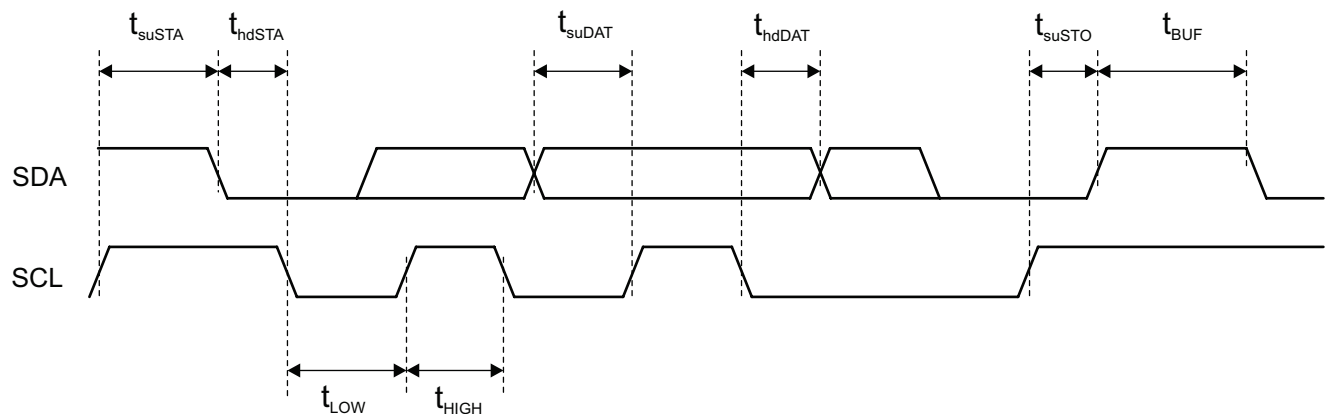 tsuSTA thdSTA tsuDAT thdDAT tsuSTO tBUF
SDA
SCL
tLOW tHIGH